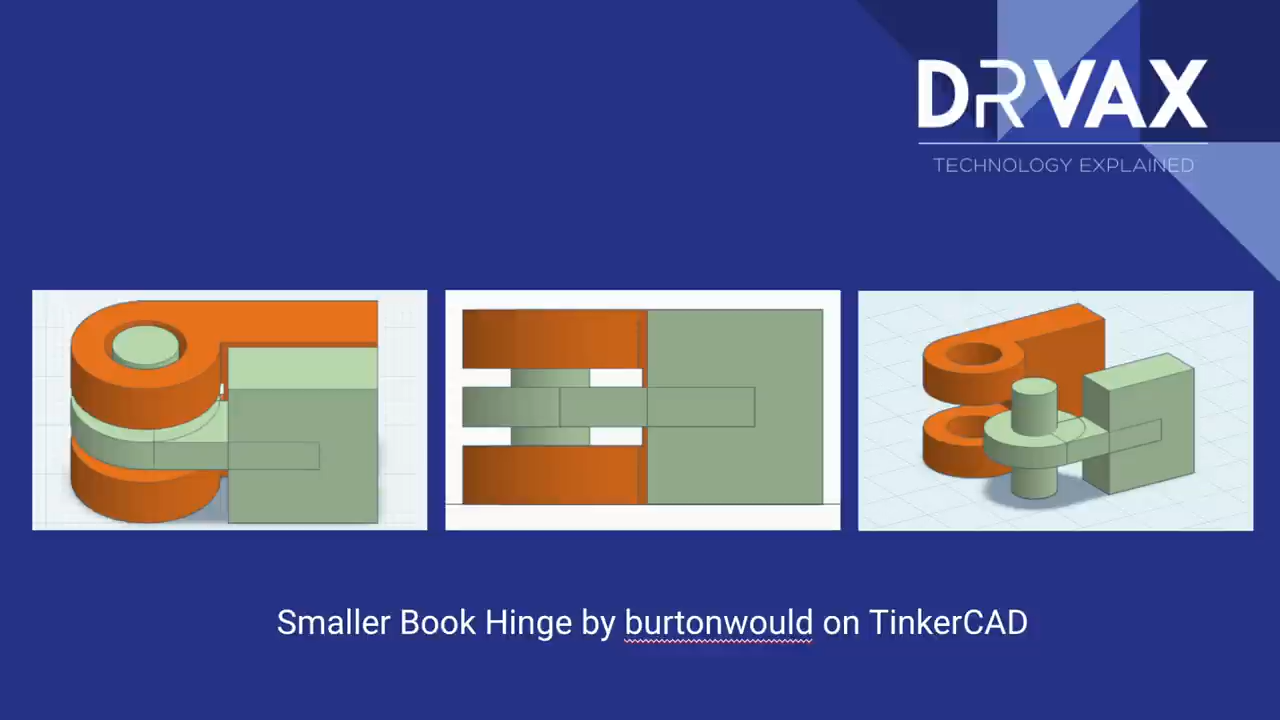 DRVAX
TECHNOLOGY EXPLAINED
Smaller Book Hinge by burtonwould on TinkerCAD